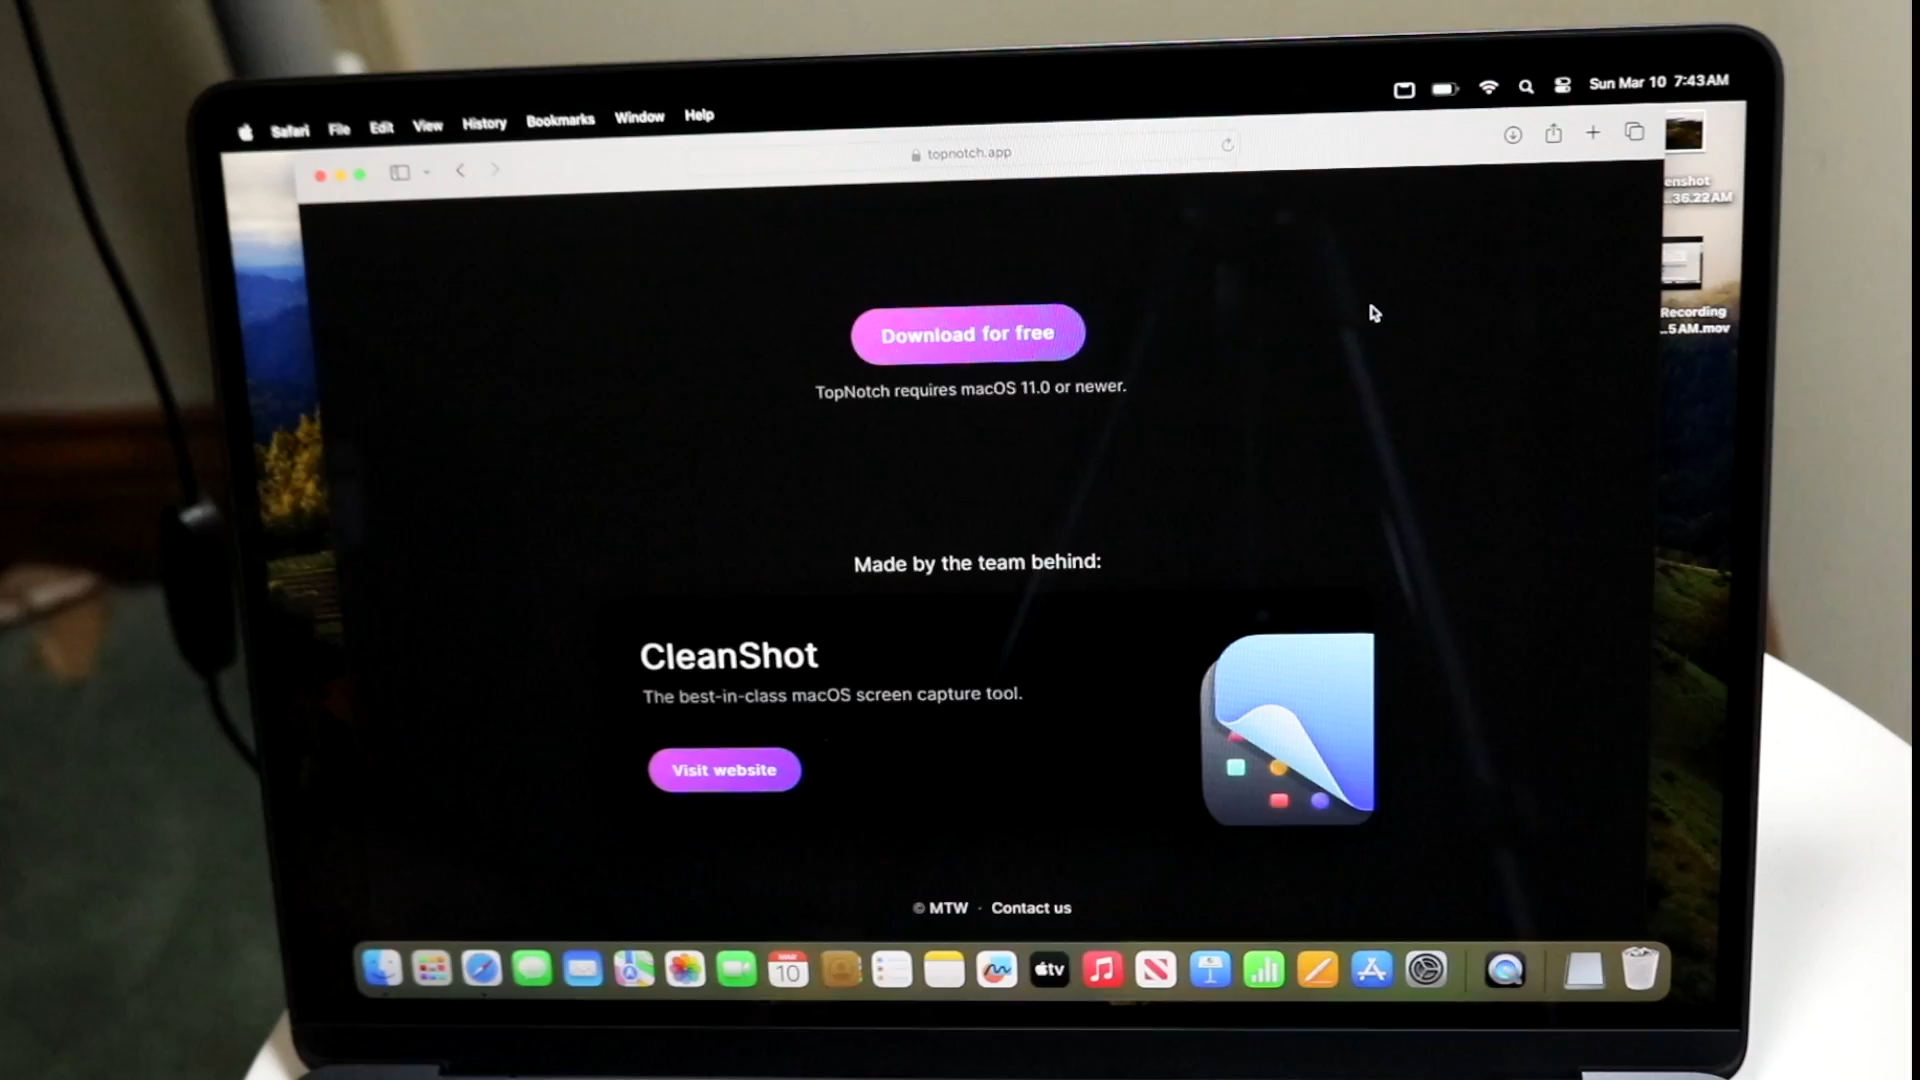 Safari File Edit View History Bookmarks Window Help
Sun Mar 10 7:43AM
topnotch.app
enshot
..36.22AM
Recording
..5AM.mov
Download for free
TopNotch requires macOS 11.0 or newer.
Made by the team behind:
CleanShot
The best-in-class macOS screen capture tool.
Visit website
© MTW · Contact us
MAR
10
tv